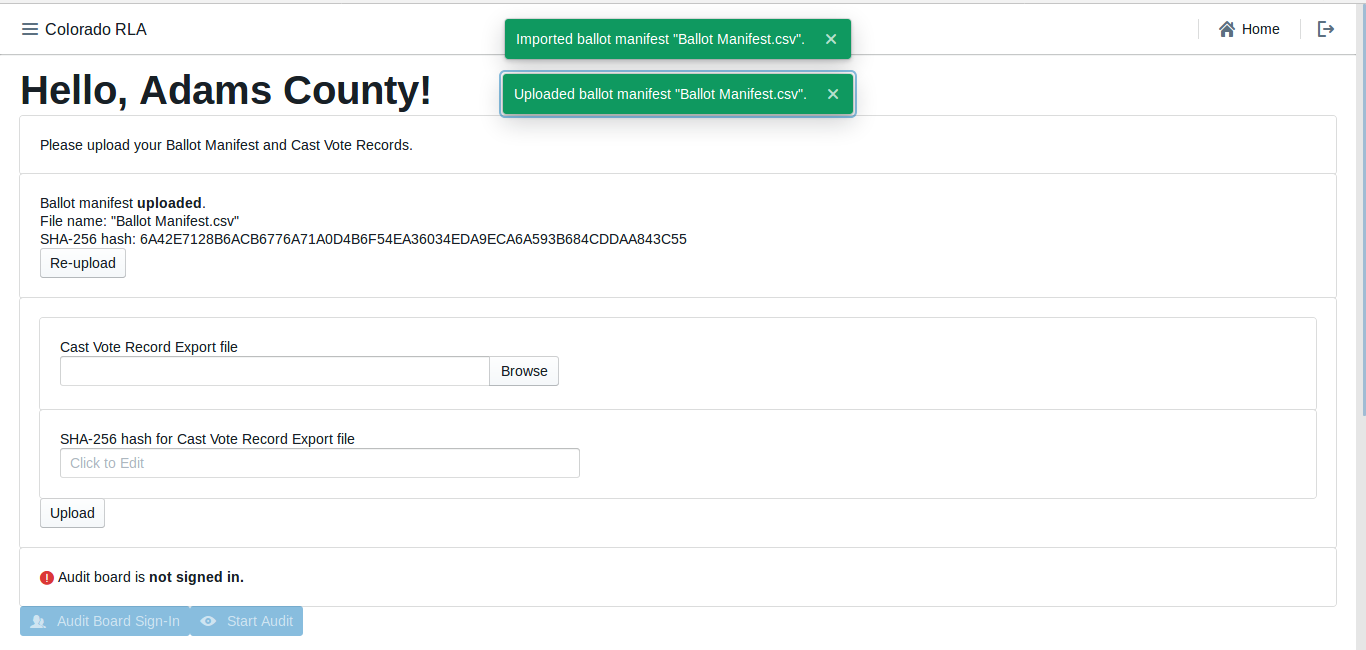 Colorado RLA
Imported ballot manifest "Ballot Manifest.csv".
Home
Uploaded ballot manifest "Ballot Manifest.csv".
Hello, Adams County!
Please upload your Ballot Manifest and Cast Vote Records.
Ballot manifest uploaded.
File name: "Ballot Manifest.csv"
SHA-256 hash: 6A42E7128B6ACB6776A71A0D4B6F54EA36034EDA9ECA6A593B684CDDAA843C55
Re-upload
Cast Vote Record Export file
Browse
SHA-256 hash for Cast Vote Record Export file
Click to Edit
Upload
Audit board is not signed in.
Audit Board Sign-In
Start Audit